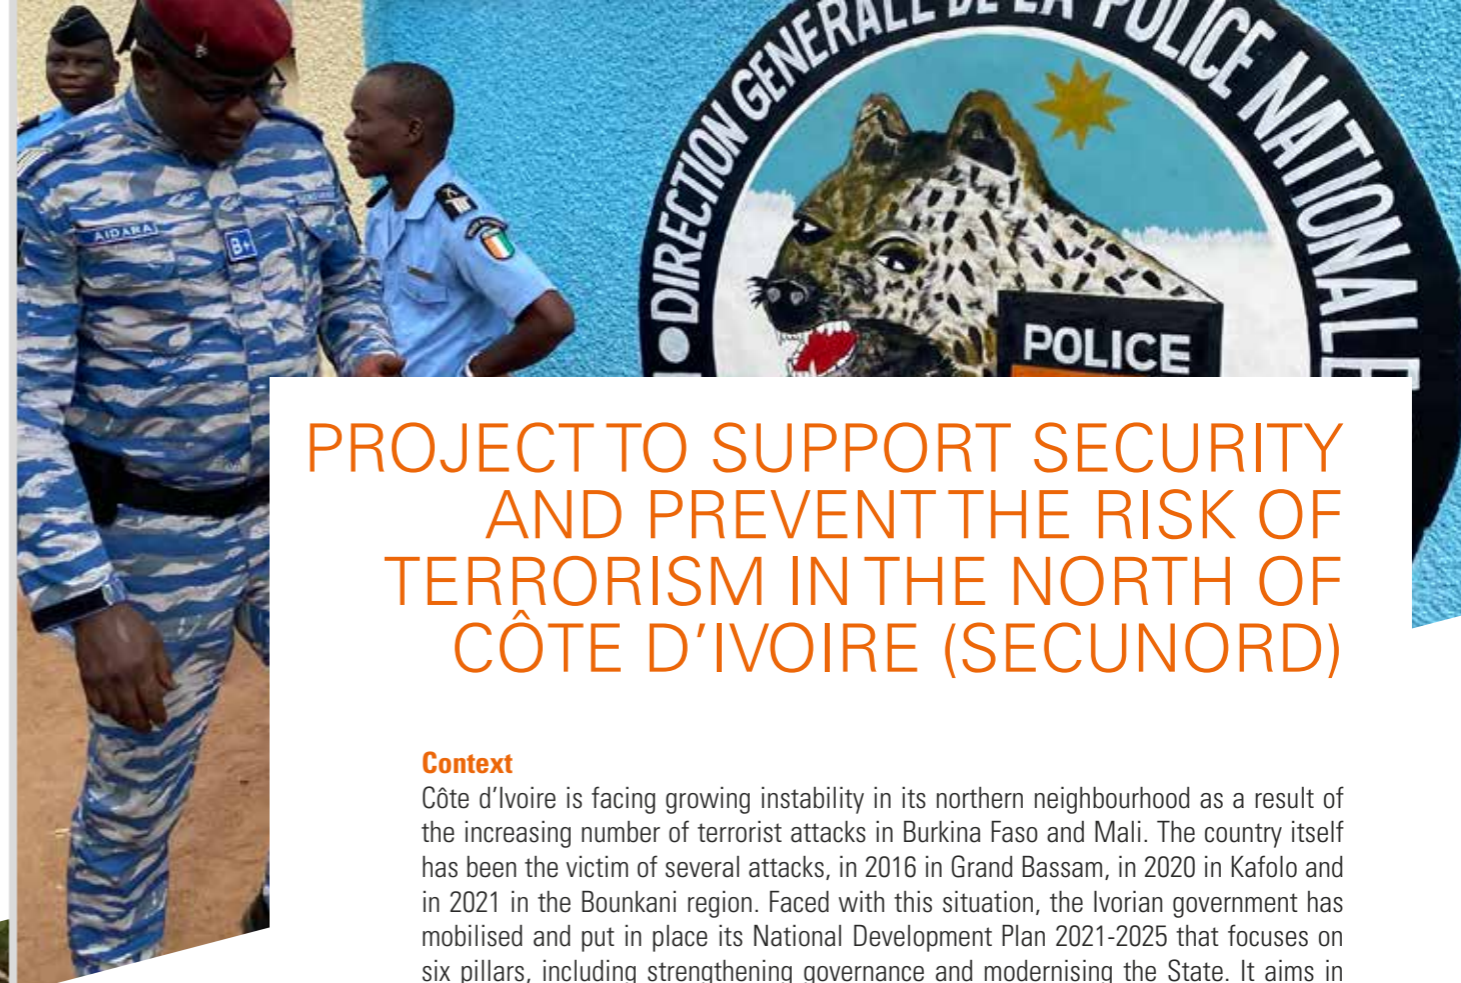 DIRECTION GENERALE DE LA POLICE NATIONALE
AIDARA
B+
POLICE
PROJECT TO SUPPORT SECURITY
AND PREVENT THE RISK OF
TERRORISM IN THE NORTH OF
CÔTE D’IVOIRE (SECUNORD)
Context
Côte d’Ivoire is facing growing instability in its northern neighbourhood as a result of
the increasing number of terrorist attacks in Burkina Faso and Mali. The country itself
has been the victim of several attacks, in 2016 in Grand Bassam, in 2020 in Kafolo and
in 2021 in the Bounkani region. Faced with this situation, the Ivorian government has
mobilised and put in place its National Development Plan 2021-2025 that focuses on
six pillars, including strengthening governance and modernising the State. It aims in